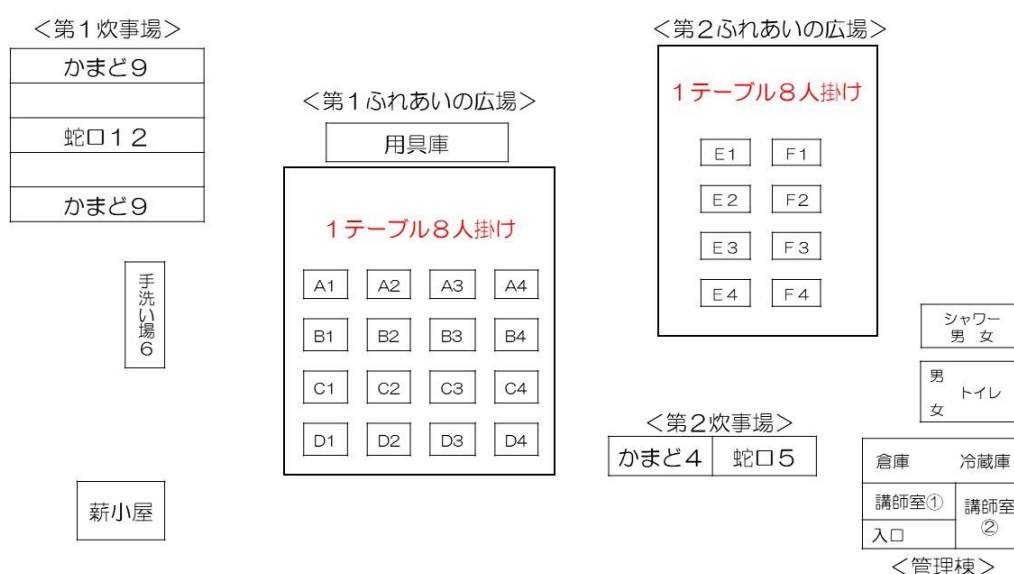 ＜第１炊事場＞
かまど９
蛇口１２
かまど９
手洗い場６
薪小屋
＜第１ふれあいの広場＞
用具庫
１テーブル８人掛け
A1 A2 A3 A4
B1 B2 B3 B4
C1 C2 C3 C4
D1 D2 D3 D4
＜第２ふれあいの広場＞
１テーブル８人掛け
E1 F1
E2 F2
E3 F3
E4 F4
＜第２炊事場＞
かまど４ 蛇口５
シャワー
男 女
男
トイレ
女
倉庫 冷蔵庫
講師室①
講師室
②
入口
＜管理棟＞